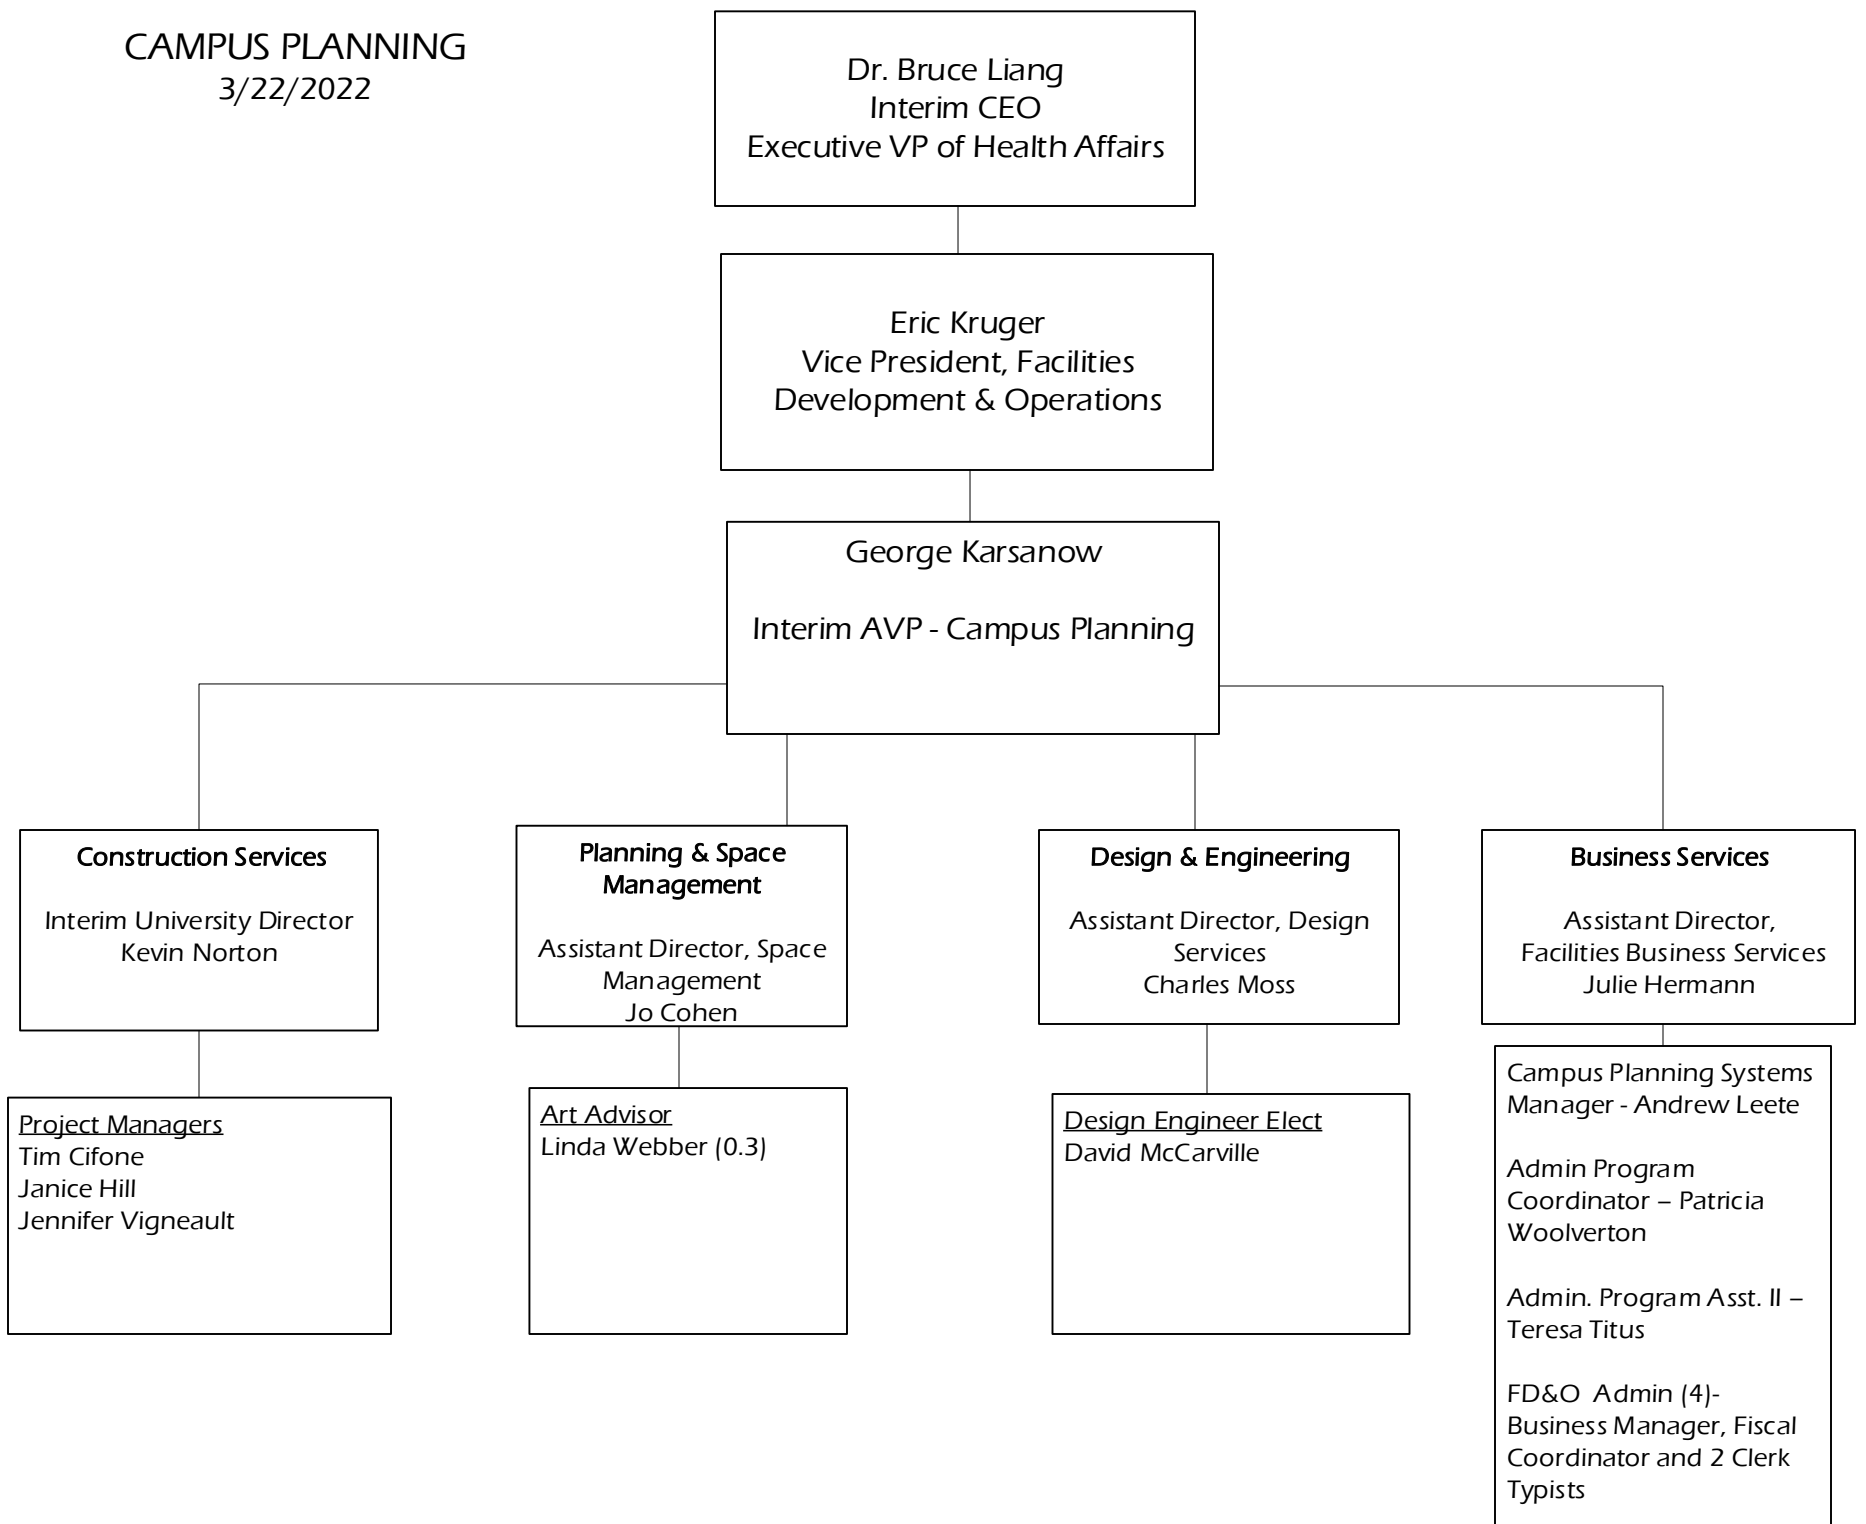 CAMPUS PLANNING
3/22/2022
Dr. Bruce Liang
Interim CEO
Executive VP of Health Affairs
Eric Kruger
Vice President, Facilities
Development & Operations
George Karsanow
Interim AVP - Campus Planning
Construction Services
Interim University Director
Kevin Norton
Planning & Space
Management
Assistant Director, Space
Management
Jo Cohen
Design & Engineering
Assistant Director, Design
Services
Charles Moss
Business Services
Assistant Director,
Facilities Business Services
Julie Hermann
Project Managers
Tim Cifone
Janice Hill
Jennifer Vigneault
Art Advisor
Linda Webber (0.3)
Design Engineer Elect
David McCarville
Campus Planning Systems
Manager - Andrew Leete
Admin Program
Coordinator – Patricia
Woolverton
Admin. Program Asst. II –
Teresa Titus
FD&O  Admin (4)-
Business Manager, Fiscal
Coordinator and 2 Clerk
Typists